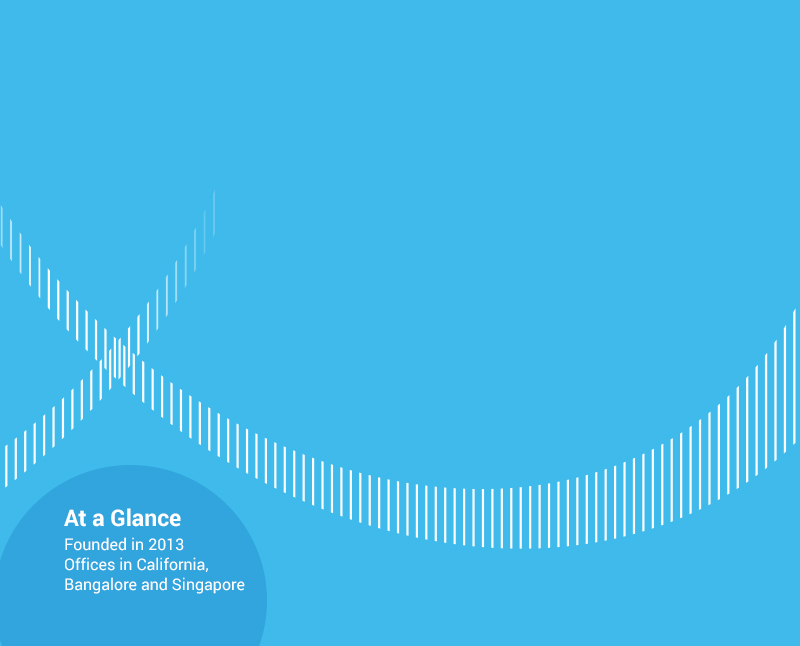 At a Glance
Founded in 2013
Offices in California,
Bangalore and Singapore